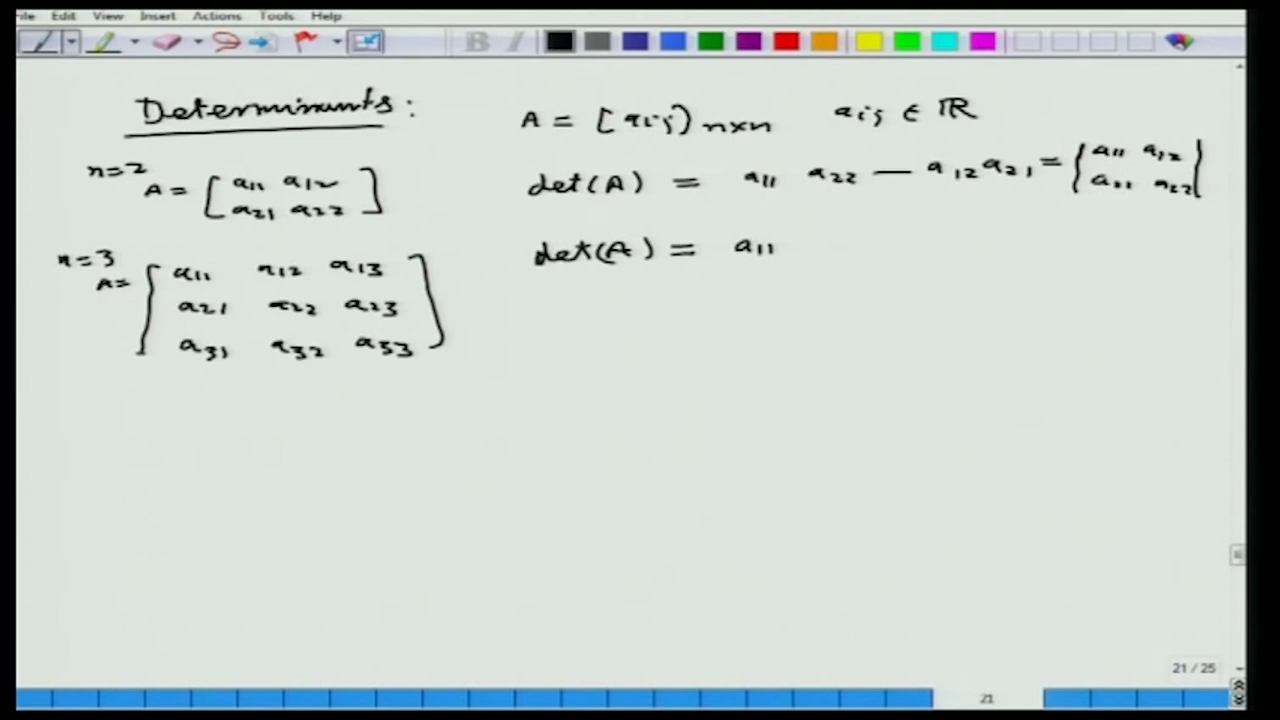 File Edit View Insert Actions Tools Help
Determinants: A = [aij) n×n aij ∈ ℝ
n=2
A = [ a11 a12 ] det(A) = a11 a22 — a12 a21 = | a11 a12 |
[ a21 a22 ] | a21 a22 |
n=3 det(A) = a11
A= [ a11 a12 a13 ]
a21 a22 a23
a31 a32 a33
21 / 25
21